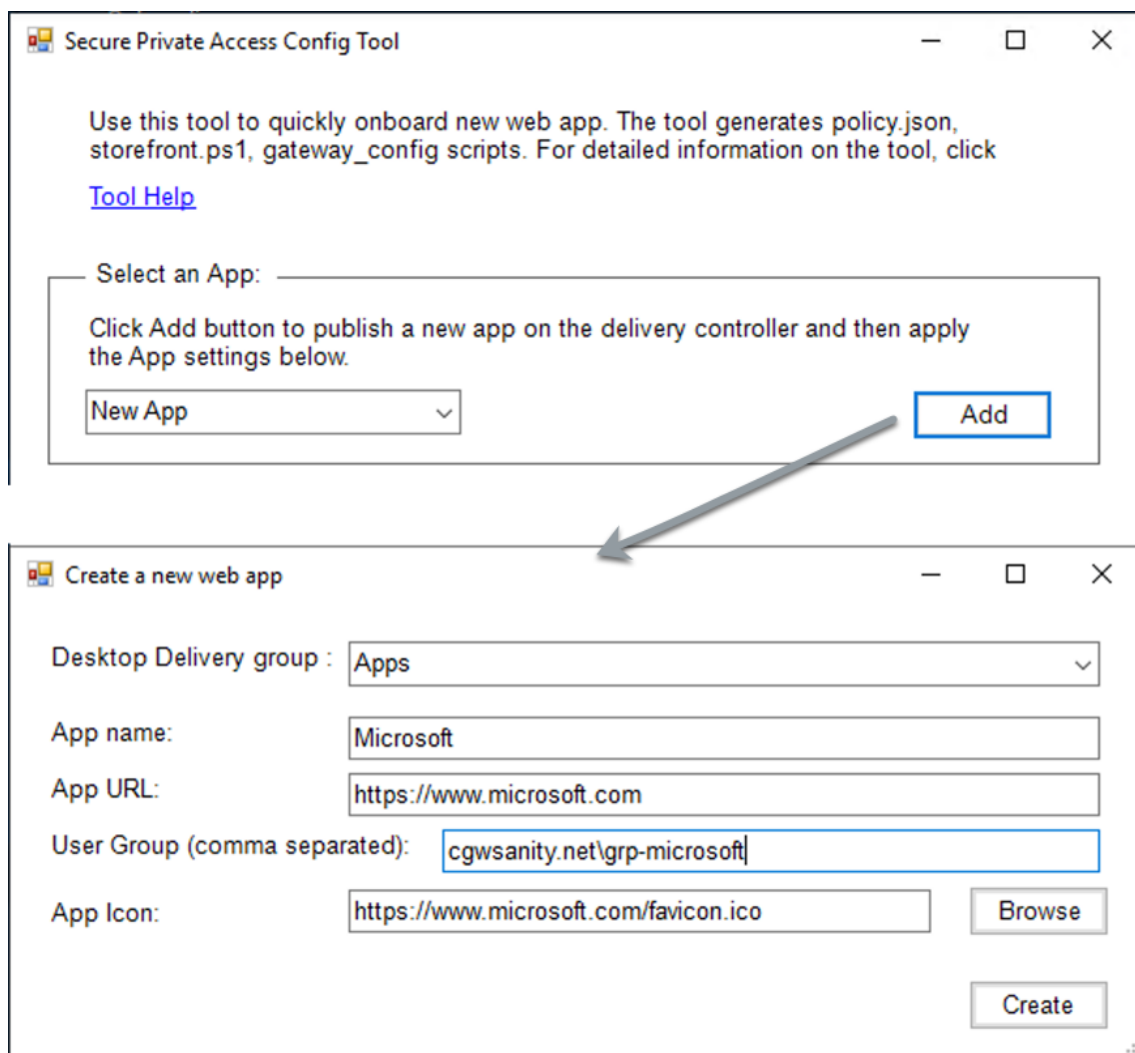 Secure Private Access Config Tool
Use this tool to quickly onboard new web app. The tool generates policy.json,
storefront.ps1, gateway_config scripts. For detailed information on the tool, click
Tool Help
Select an App:
Click Add button to publish a new app on the delivery controller and then apply
the App settings below.
New App
Add
Create a new web app
Desktop Delivery group : Apps
App name: Microsoft
App URL: https://www.microsoft.com
User Group (comma separated): cgwsanity.net\grp-microsoft
App Icon: https://www.microsoft.com/favicon.ico Browse
Create